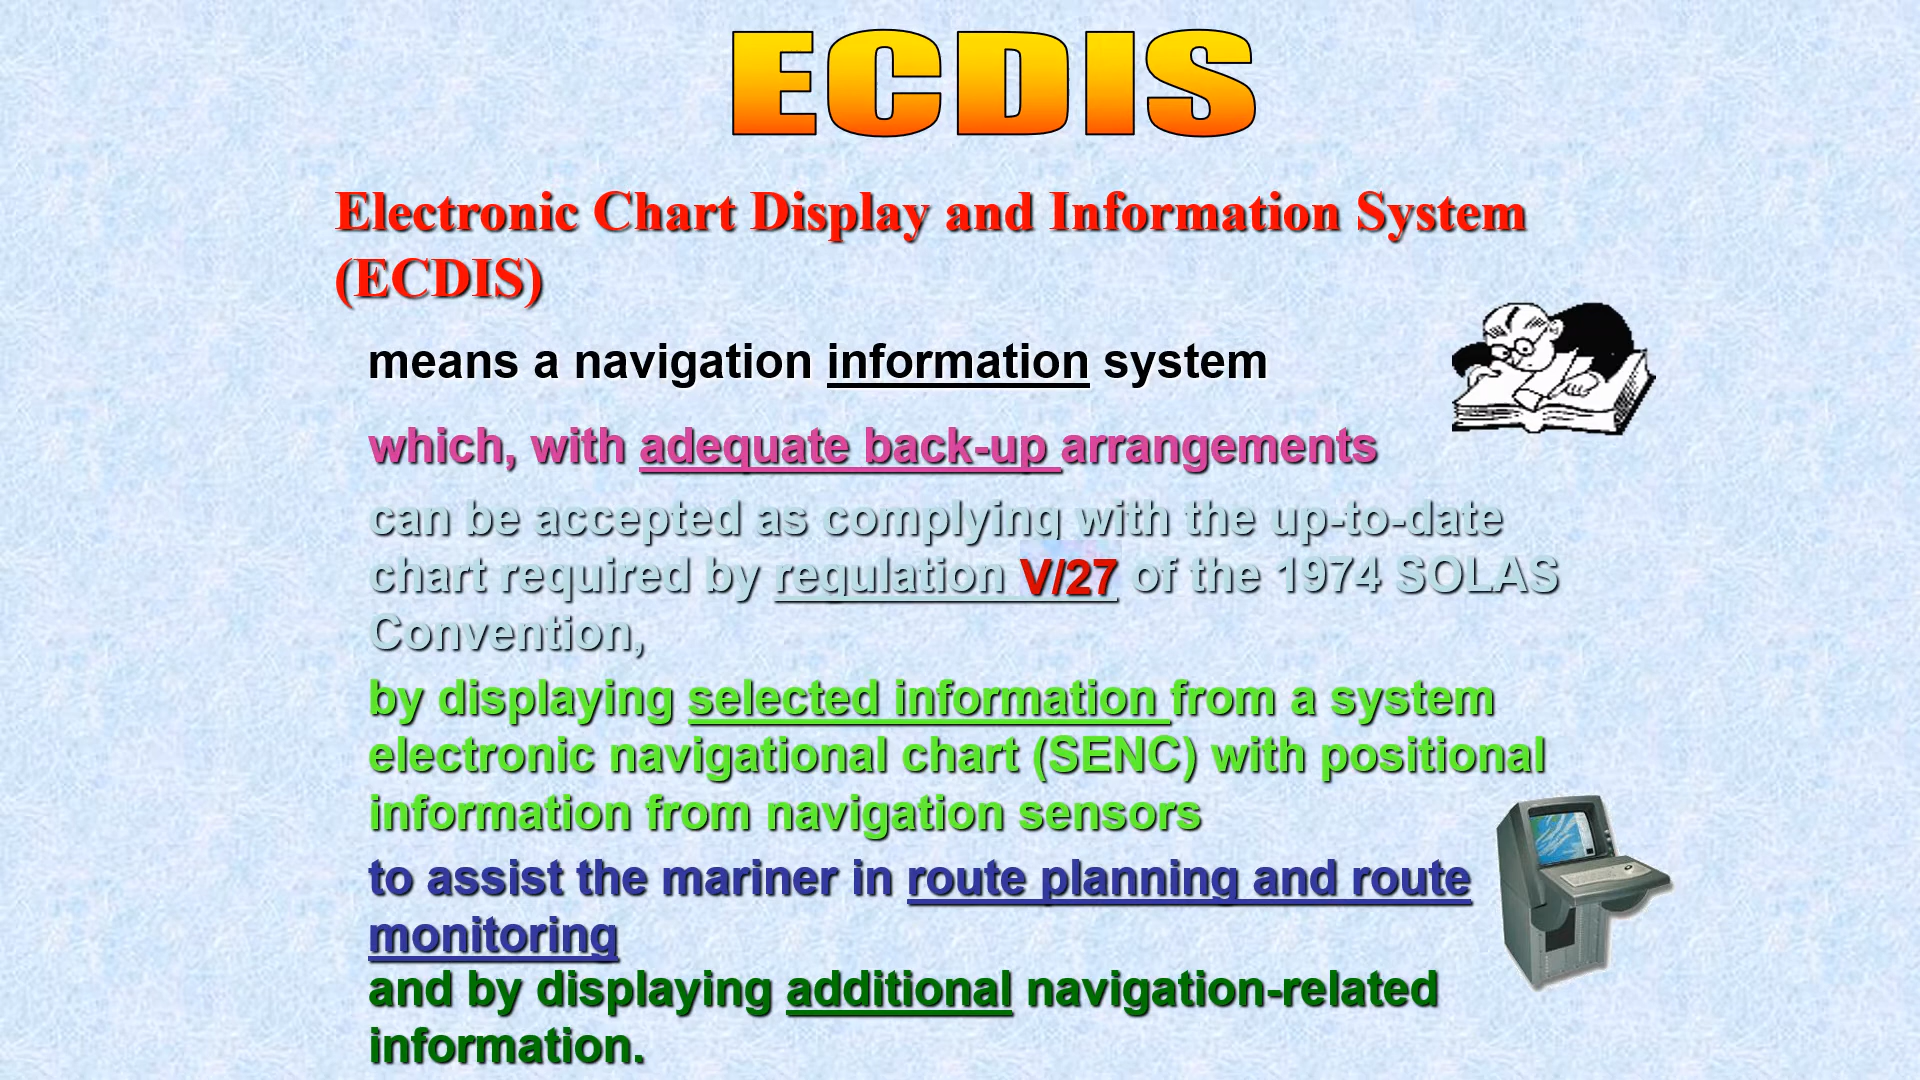 ECDIS
Electronic Chart Display and Information System
(ECDIS)
means a navigation information system
which, with adequate back-up arrangements
can be accepted as complying with the up-to-date
chart required by regulation V/27 of the 1974 SOLAS
Convention,
by displaying selected information from a system
electronic navigational chart (SENC) with positional
information from navigation sensors
to assist the mariner in route planning and route
monitoring
and by displaying additional navigation-related
information.